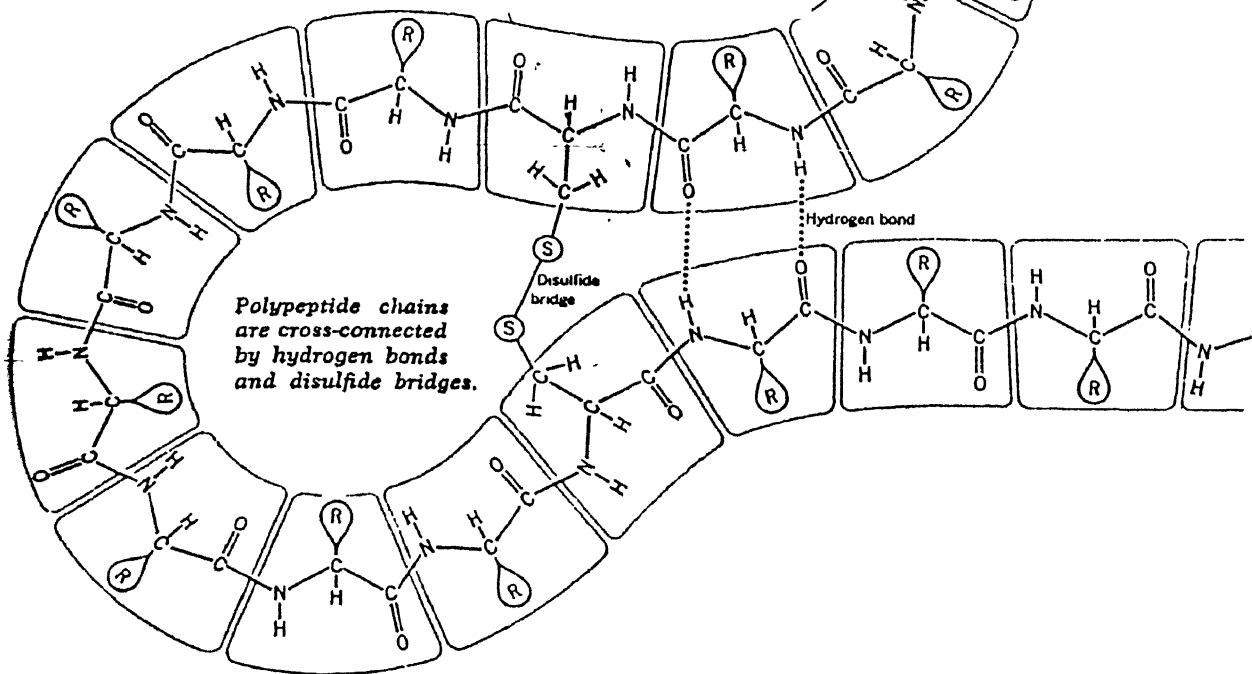 Hydrogen bond
Disulfide
bridge
S
S
Polypeptide chains
are cross-connected
by hydrogen bonds
and disulfide bridges.